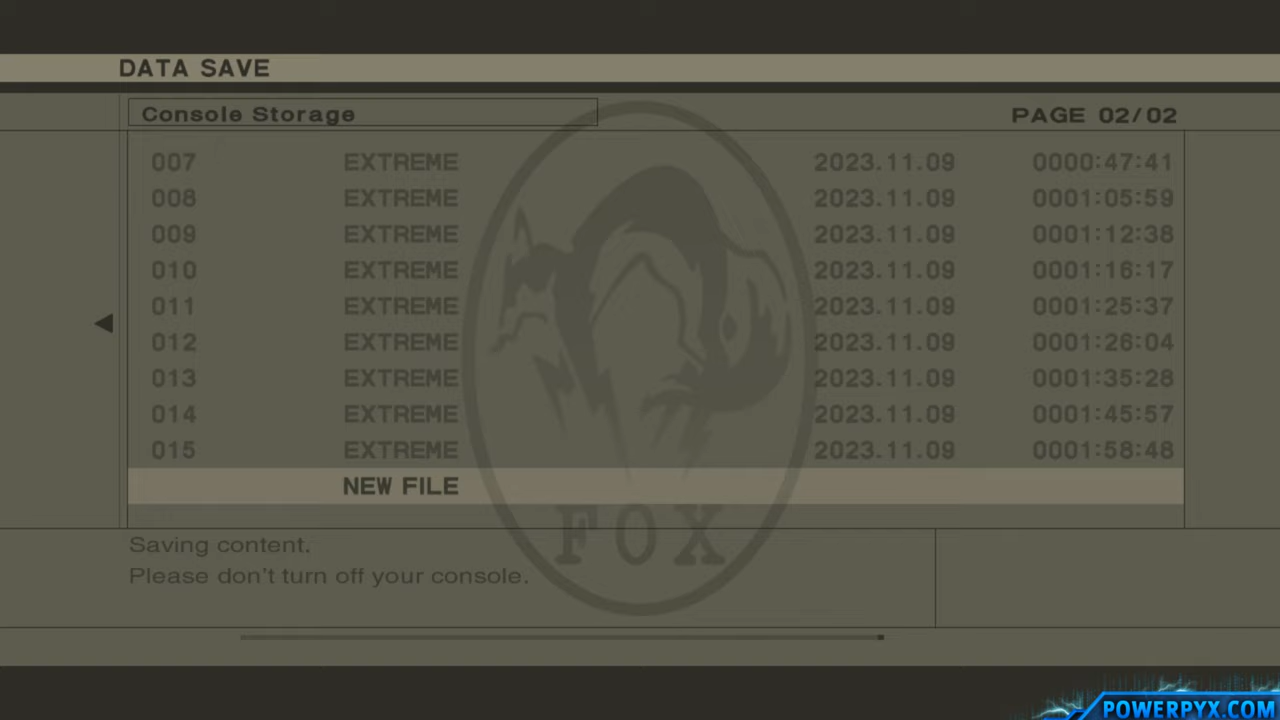 DATA SAVE
Console Storage PAGE 02/02
007 EXTREME 2023.11.09 0000:47:41
008 EXTREME 2023.11.09 0001:05:59
009 EXTREME 2023.11.09 0001:12:38
010 EXTREME 2023.11.09 0001:16:17
011 EXTREME 2023.11.09 0001:25:37
012 EXTREME 2023.11.09 0001:26:04
013 EXTREME 2023.11.09 0001:35:28
014 EXTREME 2023.11.09 0001:45:57
015 EXTREME 2023.11.09 0001:58:48
NEW FILE
FOX
Saving content.
Please don't turn off your console.
POWERPYX.COM